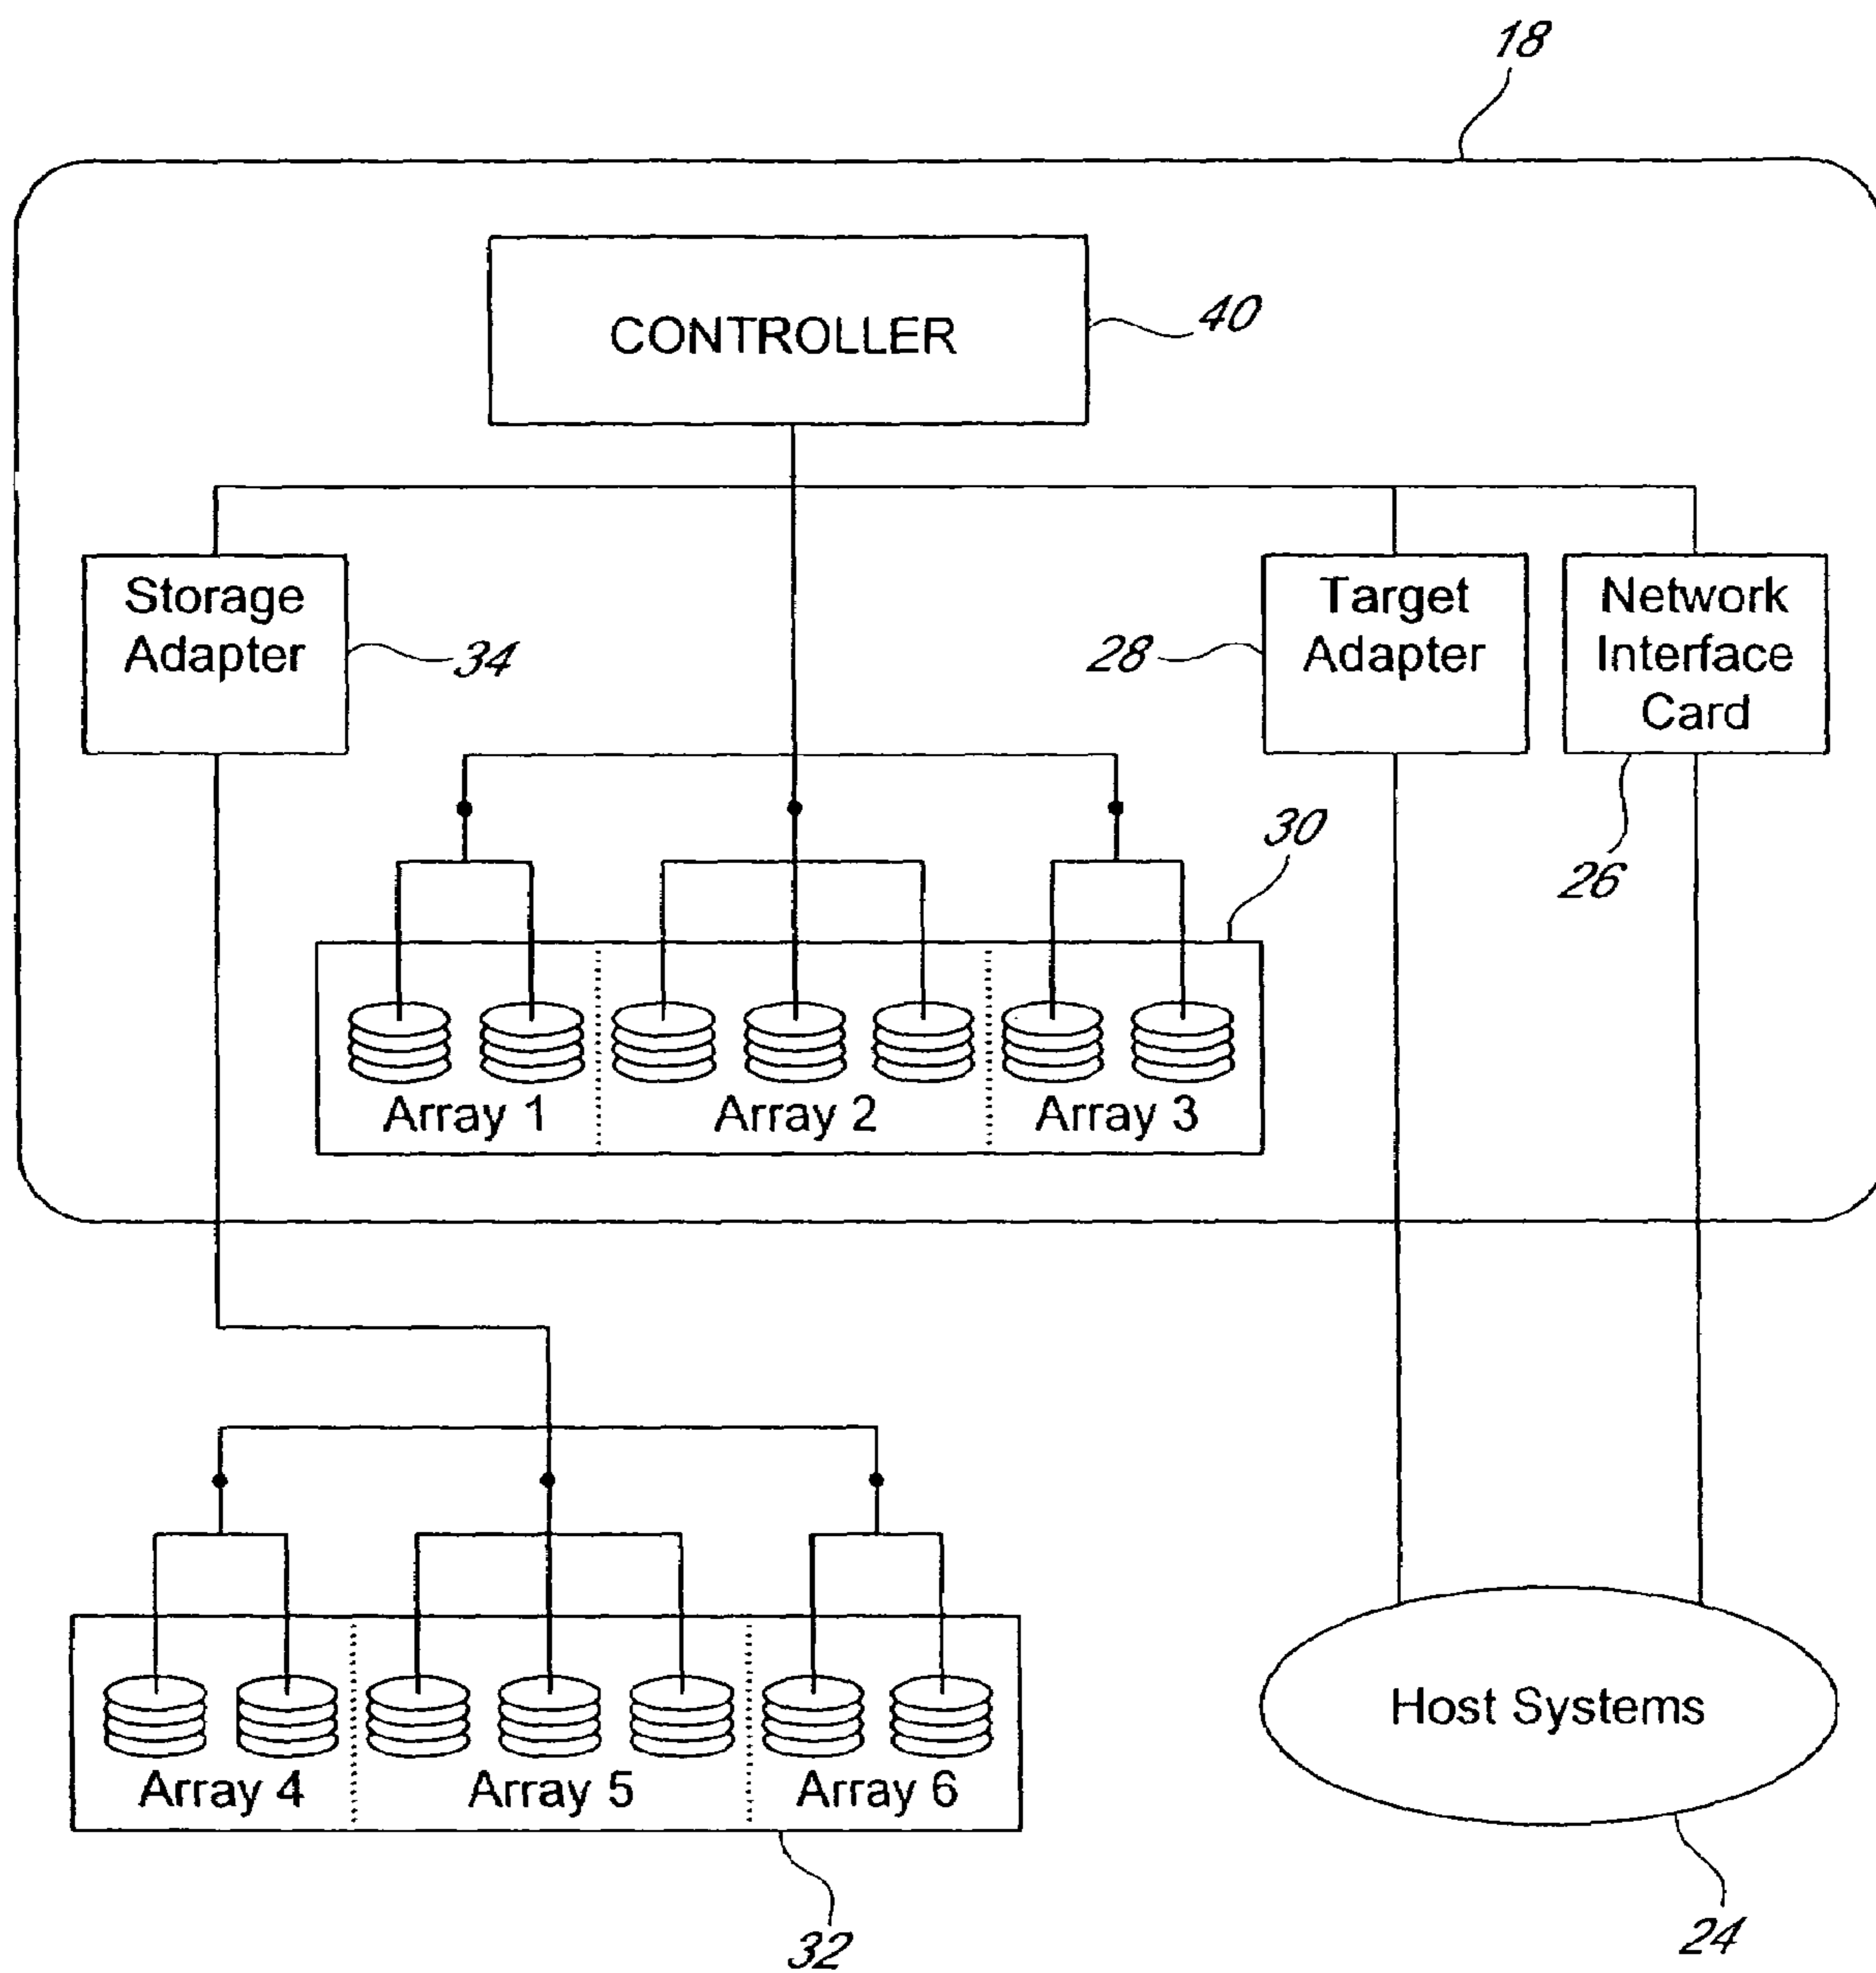 18
CONTROLLER
40
Storage
Adapter
34
28
Target
Adapter
Network
Interface
Card
26
30
Array 1
Array 2
Array 3
Array 4
Array 5
Array 6
32
Host Systems
24